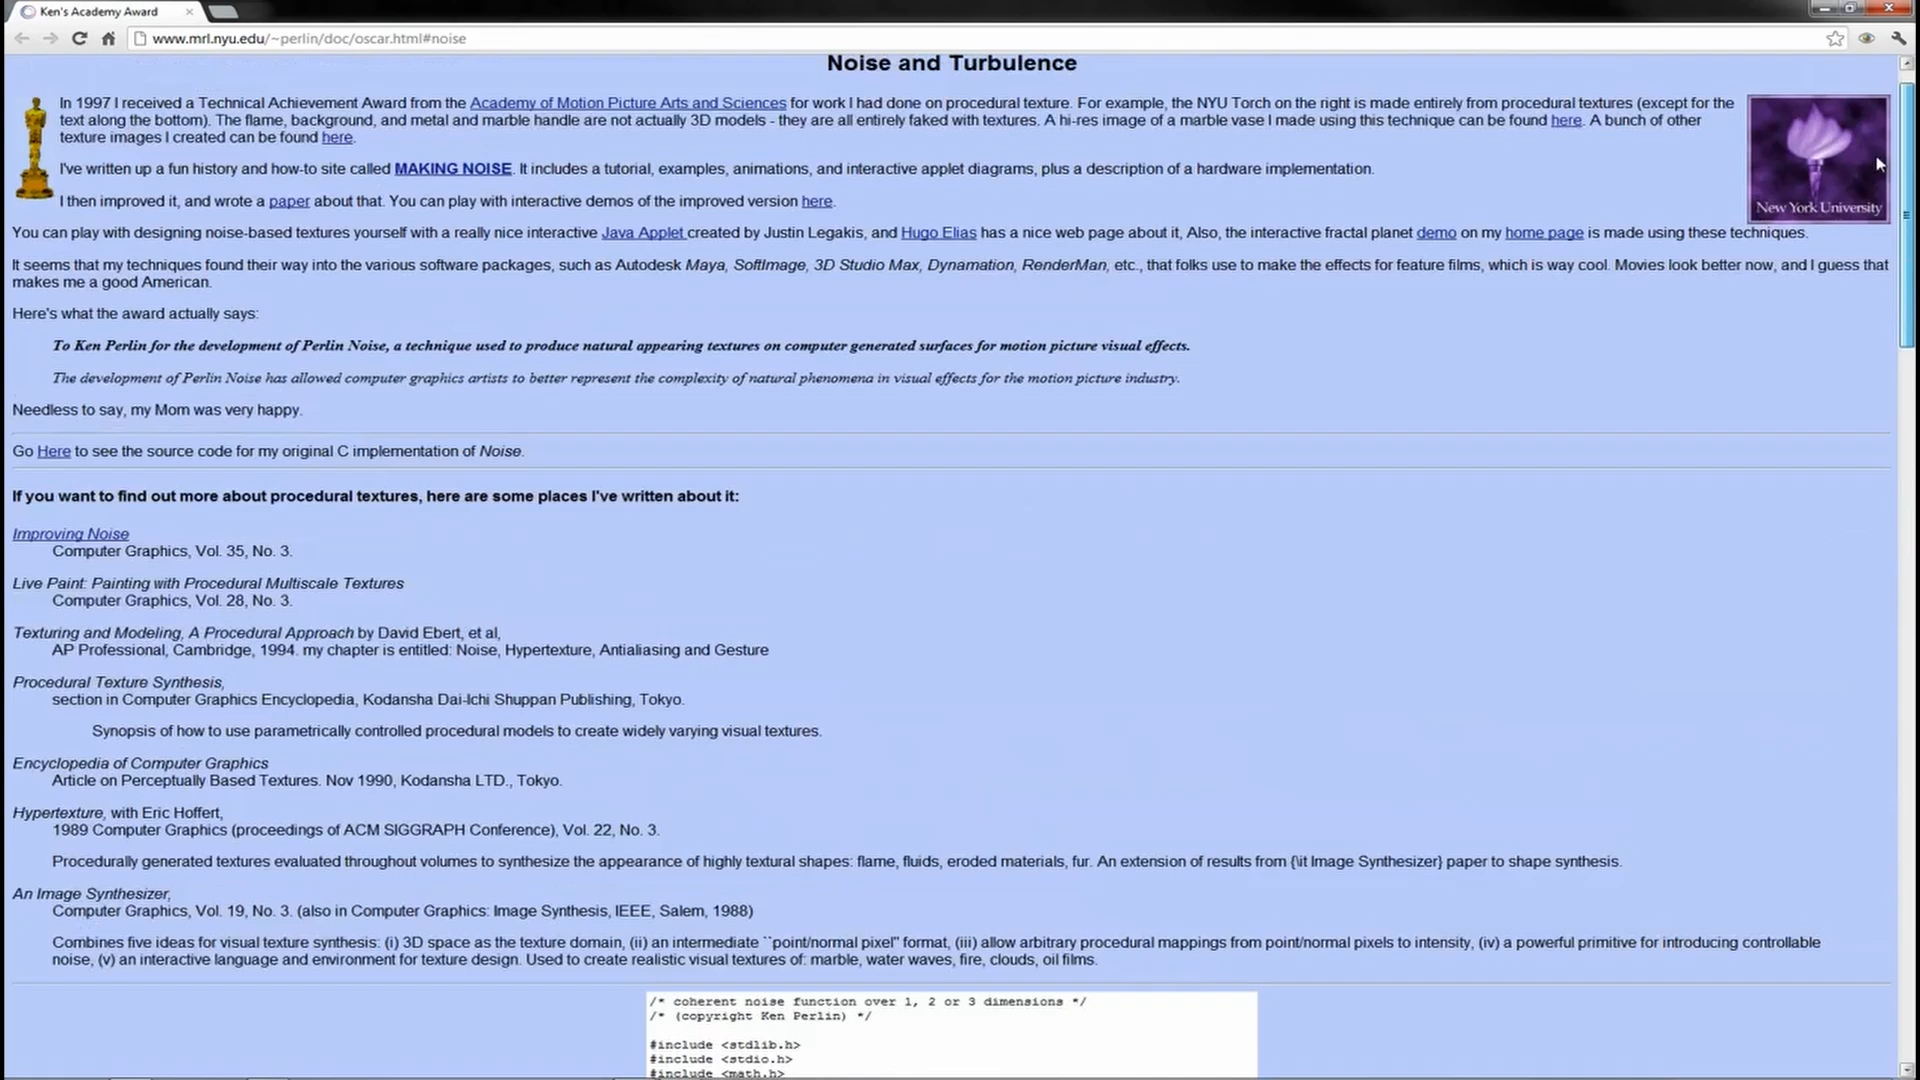 Ken's Academy Award
www.mrl.nyu.edu/~perlin/doc/oscar.html#noise
Noise and Turbulence
In 1997 I received a Technical Achievement Award from the Academy of Motion Picture Arts and Sciences for work I had done on procedural texture. For example, the NYU Torch on the right is made entirely from procedural textures (except for the
text along the bottom). The flame, background, and metal and marble handle are not actually 3D models - they are all entirely faked with textures. A hi-res image of a marble vase I made using this technique can be found here. A bunch of other
texture images I created can be found here.
I've written up a fun history and how-to site called MAKING NOISE. It includes a tutorial, examples, animations, and interactive applet diagrams, plus a description of a hardware implementation.
I then improved it, and wrote a paper about that. You can play with interactive demos of the improved version here.
New York University
You can play with designing noise-based textures yourself with a really nice interactive Java Applet created by Justin Legakis, and Hugo Elias has a nice web page about it, Also, the interactive fractal planet demo on my home page is made using these techniques.
It seems that my techniques found their way into the various software packages, such as Autodesk Maya, SoftImage, 3D Studio Max, Dynamation, RenderMan, etc., that folks use to make the effects for feature films, which is way cool. Movies look better now, and I guess that
makes me a good American.
Here's what the award actually says:
To Ken Perlin for the development of Perlin Noise, a technique used to produce natural appearing textures on computer generated surfaces for motion picture visual effects.
The development of Perlin Noise has allowed computer graphics artists to better represent the complexity of natural phenomena in visual effects for the motion picture industry.
Needless to say, my Mom was very happy.
Go Here to see the source code for my original C implementation of Noise.
If you want to find out more about procedural textures, here are some places I've written about it:
Improving Noise
Computer Graphics, Vol. 35, No. 3.
Live Paint: Painting with Procedural Multiscale Textures
Computer Graphics, Vol. 28, No. 3.
Texturing and Modeling, A Procedural Approach by David Ebert, et al,
AP Professional, Cambridge, 1994. my chapter is entitled: Noise, Hypertexture, Antialiasing and Gesture
Procedural Texture Synthesis,
section in Computer Graphics Encyclopedia, Kodansha Dai-Ichi Shuppan Publishing, Tokyo.
Synopsis of how to use parametrically controlled procedural models to create widely varying visual textures.
Encyclopedia of Computer Graphics
Article on Perceptually Based Textures. Nov 1990, Kodansha LTD., Tokyo.
Hypertexture, with Eric Hoffert,
1989 Computer Graphics (proceedings of ACM SIGGRAPH Conference), Vol. 22, No. 3.
Procedurally generated textures evaluated throughout volumes to synthesize the appearance of highly textural shapes: flame, fluids, eroded materials, fur. An extension of results from {\it Image Synthesizer} paper to shape synthesis.
An Image Synthesizer,
Computer Graphics, Vol. 19, No. 3. (also in Computer Graphics: Image Synthesis, IEEE, Salem, 1988)
Combines five ideas for visual texture synthesis: (i) 3D space as the texture domain, (ii) an intermediate ``point/normal pixel'' format, (iii) allow arbitrary procedural mappings from point/normal pixels to intensity, (iv) a powerful primitive for introducing controllable
noise, (v) an interactive language and environment for texture design. Used to create realistic visual textures of: marble, water waves, fire, clouds, oil films.
/* coherent noise function over 1, 2 or 3 dimensions */
/* (copyright Ken Perlin) */
#include <stdlib.h>
#include <stdio.h>
#include <math.h>